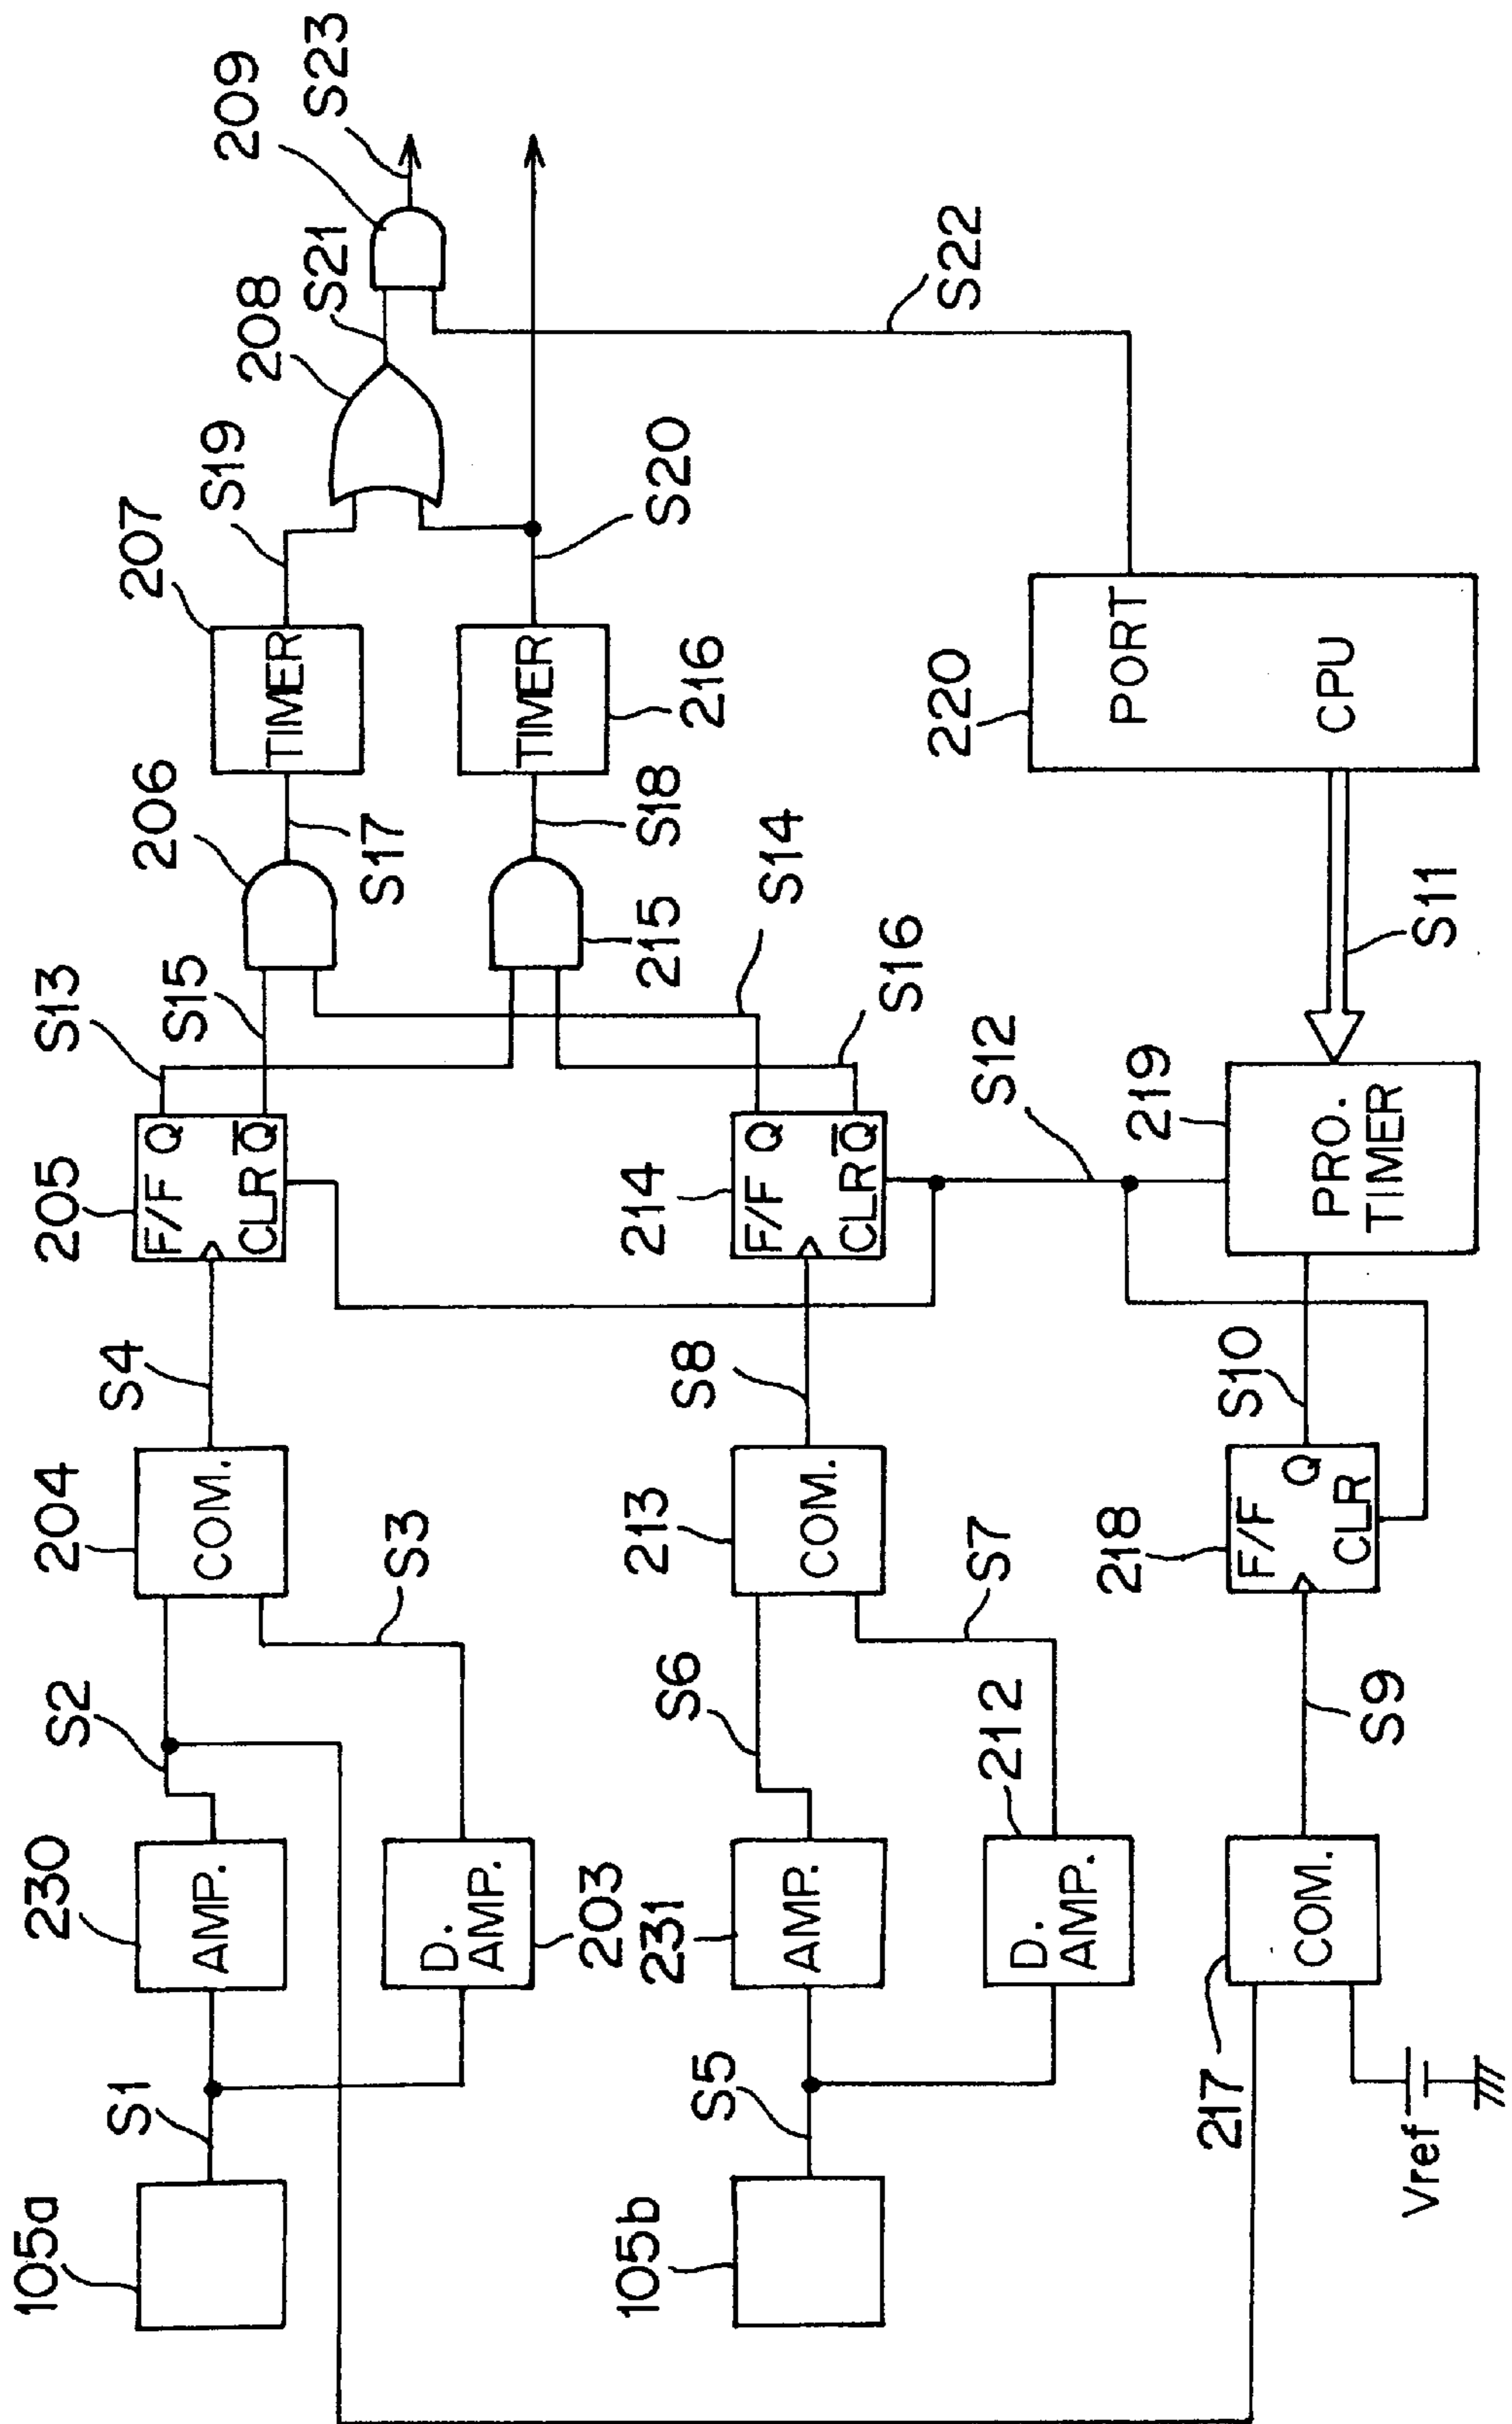 105a
S1
230
AMP.
D.
AMP.
203
S2
S3
204
COM.
S4
205
F/F Q
CLR Q̅
S13
S15
206
S17
207
TIMER
S19
208
S21
209
S23
215
S18
TIMER
216
S20
105b
S5
231
AMP.
D.
AMP.
212
S6
S7
213
COM.
S8
214
F/F Q
CLR Q̅
S14
S16
S12
Vref
217
COM.
S9
218
F/F
Q
CLR
S10
219
PRO.
TIMER
S11
220
PORT
CPU
S22